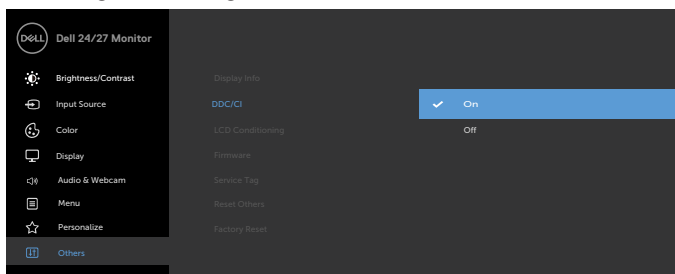 DELL Dell 24/27 Monitor
Brightness/Contrast Display Info
Input Source DDC/CI On
Color LCD Conditioning Off
Display Firmware
Audio & Webcam Service Tag
Menu Reset Others
Personalize Factory Reset
Others